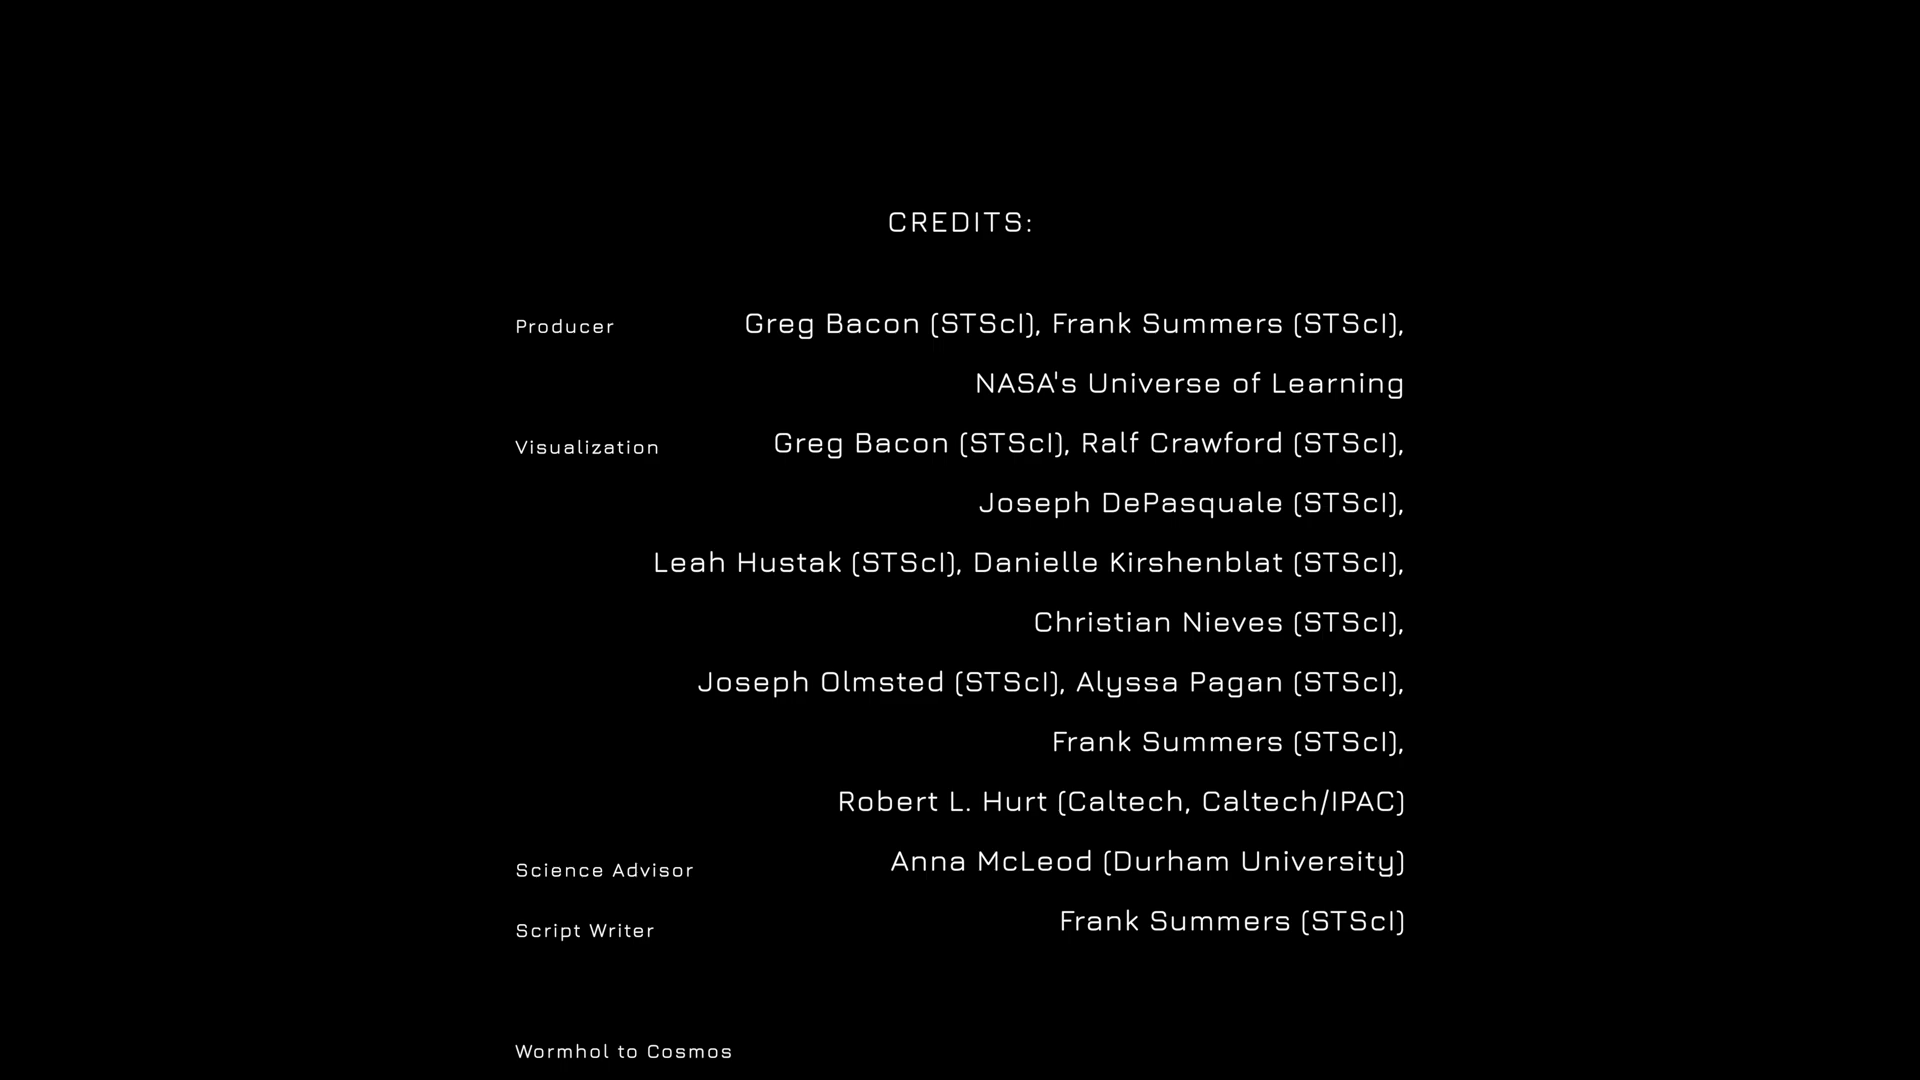 CREDITS:
Producer Greg Bacon (STScI), Frank Summers (STScI),
NASA's Universe of Learning
Visualization Greg Bacon (STScI), Ralf Crawford (STScI),
Joseph DePasquale (STScI),
Leah Hustak (STScI), Danielle Kirshenblat (STScI),
Christian Nieves (STScI),
Joseph Olmsted (STScI), Alyssa Pagan (STScI),
Frank Summers (STScI),
Robert L. Hurt (Caltech, Caltech/IPAC)
Science Advisor Anna McLeod (Durham University)
Script Writer Frank Summers (STScI)
Wormhol to Cosmos